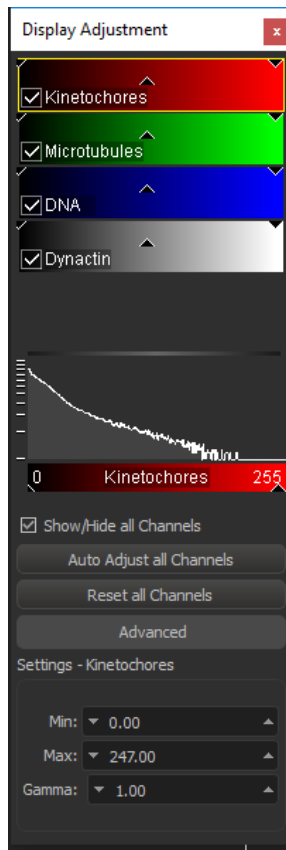 Display Adjustment
x
Kinetochores
Microtubules
DNA
Dynactin
0 Kinetochores 255
Show/Hide all Channels
Auto Adjust all Channels
Reset all Channels
Advanced
Settings - Kinetochores
Min: 0.00
Max: 247.00
Gamma: 1.00